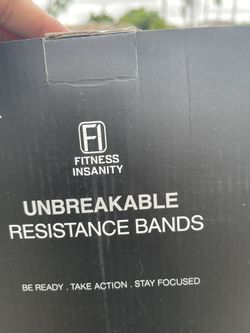 FI
FITNESS
INSANITY
UNBREAKABLE
RESISTANCE BANDS
BE READY . TAKE ACTION . STAY FOCUSED